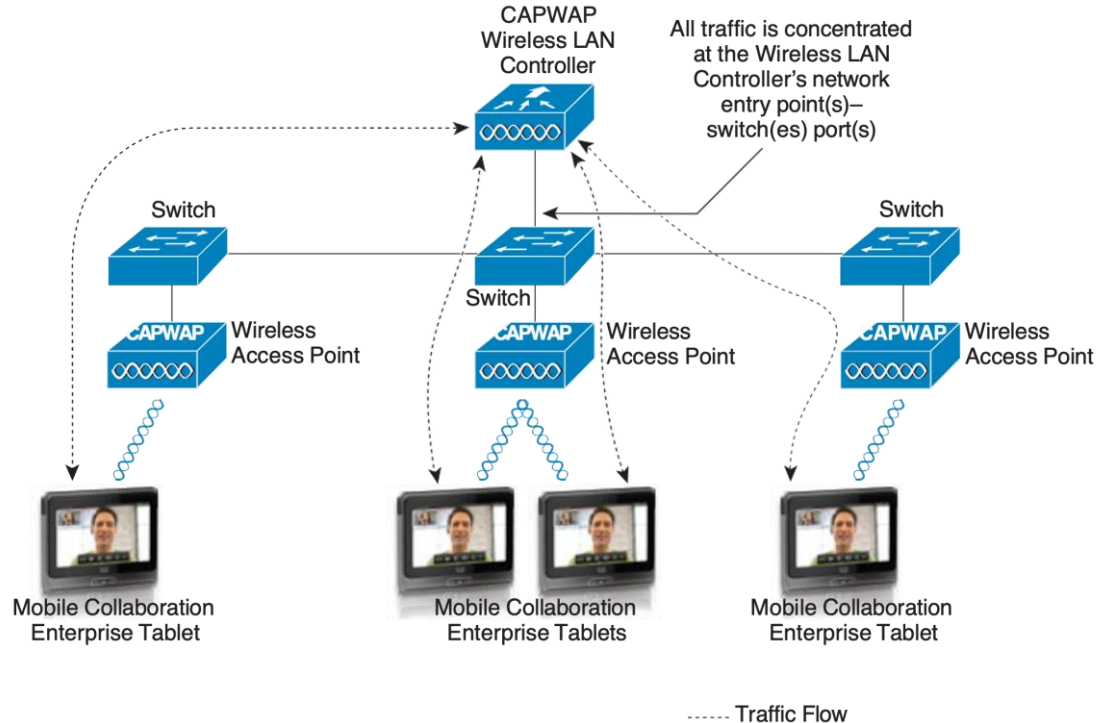 CAPWAP
Wireless LAN
Controller
All traffic is concentrated
at the Wireless LAN
Controller's network
entry point(s)–
switch(es) port(s)
Switch
Switch
Switch
CAPWAP
Wireless
Access Point
CAPWAP
Wireless
Access Point
CAPWAP
Wireless
Access Point
Mobile Collaboration
Enterprise Tablet
Mobile Collaboration
Enterprise Tablets
Mobile Collaboration
Enterprise Tablet
Traffic Flow